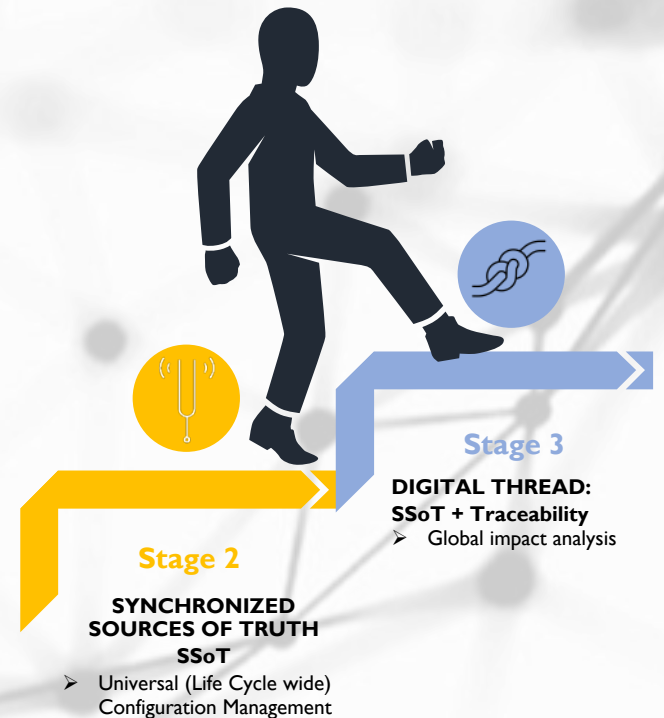 Stage 3
DIGITAL THREAD:
SSoT + Traceability
➢ Global impact analysis
Stage 2
SYNCHRONIZED
SOURCES OF TRUTH
SSoT
➢ Universal (Life Cycle wide)
Configuration Management